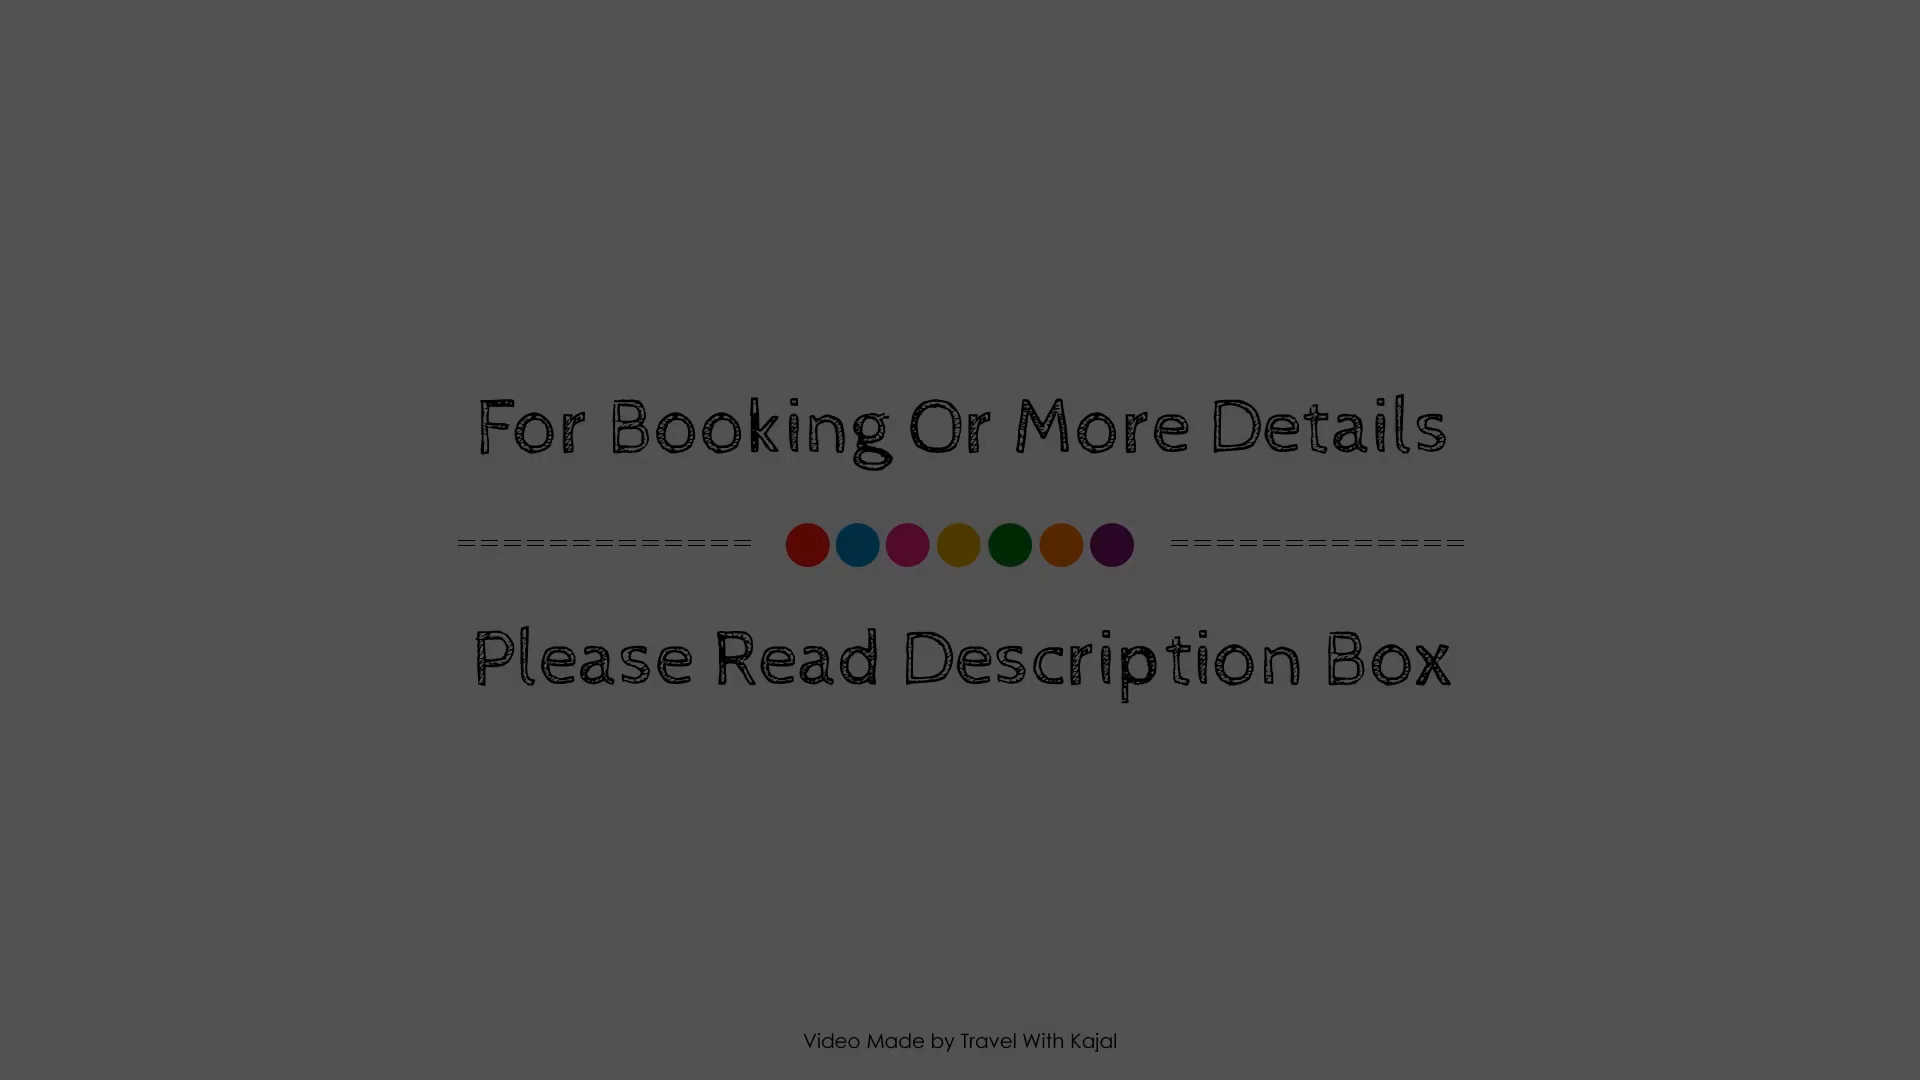 For Booking Or More Details
============= =============
Please Read Description Box
Video Made by Travel With Kajal